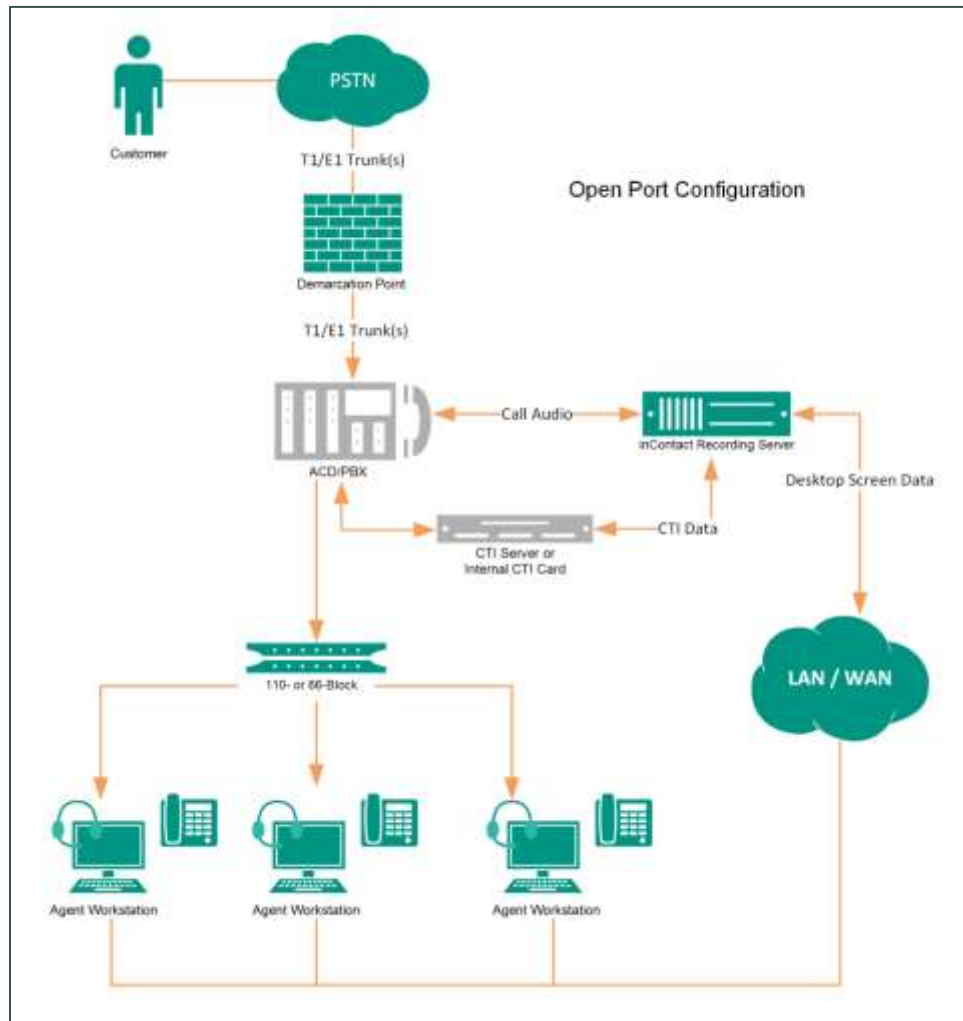 PSTN
Customer
T1/E1 Trunk(s)
Open Port Configuration
Demarcation Point
T1/E1 Trunk(s)
Call Audio
inContact Recording Server
ACD/PBX
Desktop Screen Data
CTI Data
CTI Server or
Internal CTI Card
LAN / WAN
110- or 66-Block
Agent Workstation
Agent Workstation
Agent Workstation